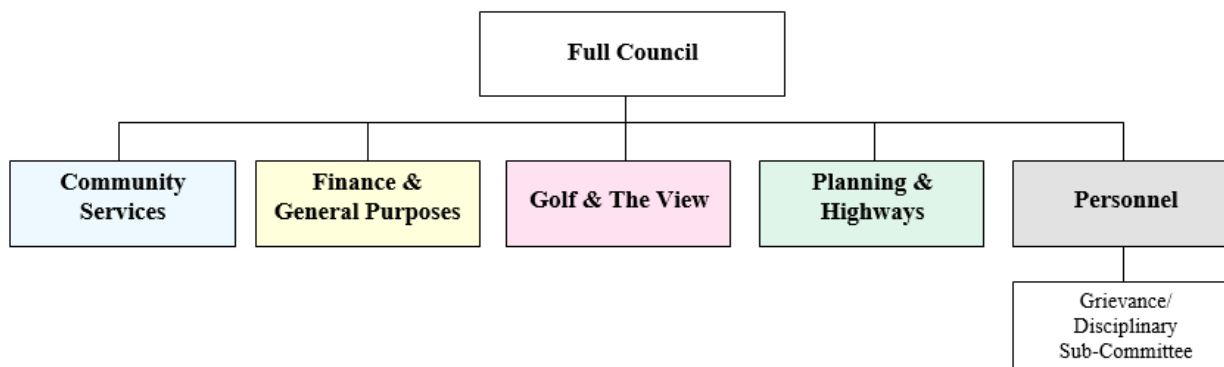 Full Council
Community
Services
Finance &
General Purposes
Golf & The View
Planning &
Highways
Personnel
Grievance/
Disciplinary
Sub-Committee